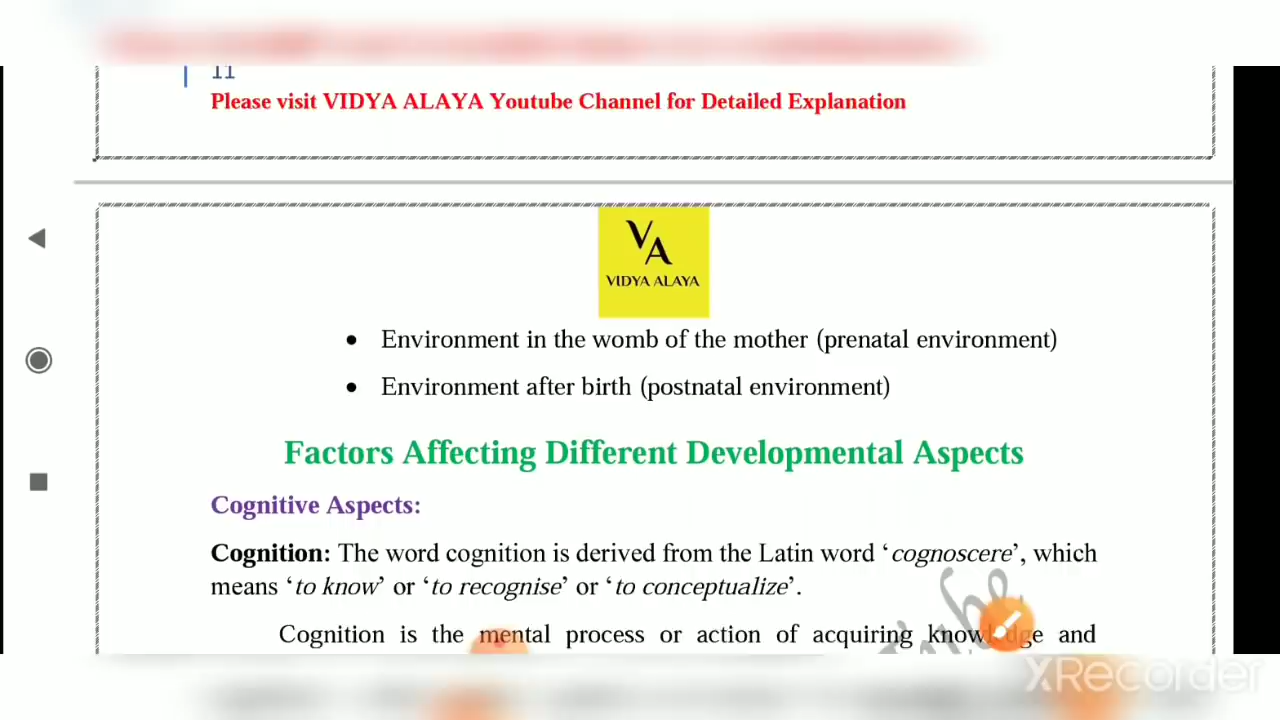 11
Please visit VIDYA ALAYA Youtube Channel for Detailed Explanation
VA
VIDYA ALAYA
• Environment in the womb of the mother (prenatal environment)
• Environment after birth (postnatal environment)
Factors Affecting Different Developmental Aspects
Cognitive Aspects:
Cognition: The word cognition is derived from the Latin word ‘cognoscere’, which
means ‘to know’ or ‘to recognise’ or ‘to conceptualize’.
Cognition is the mental process or action of acquiring knowledge and
XRecorder